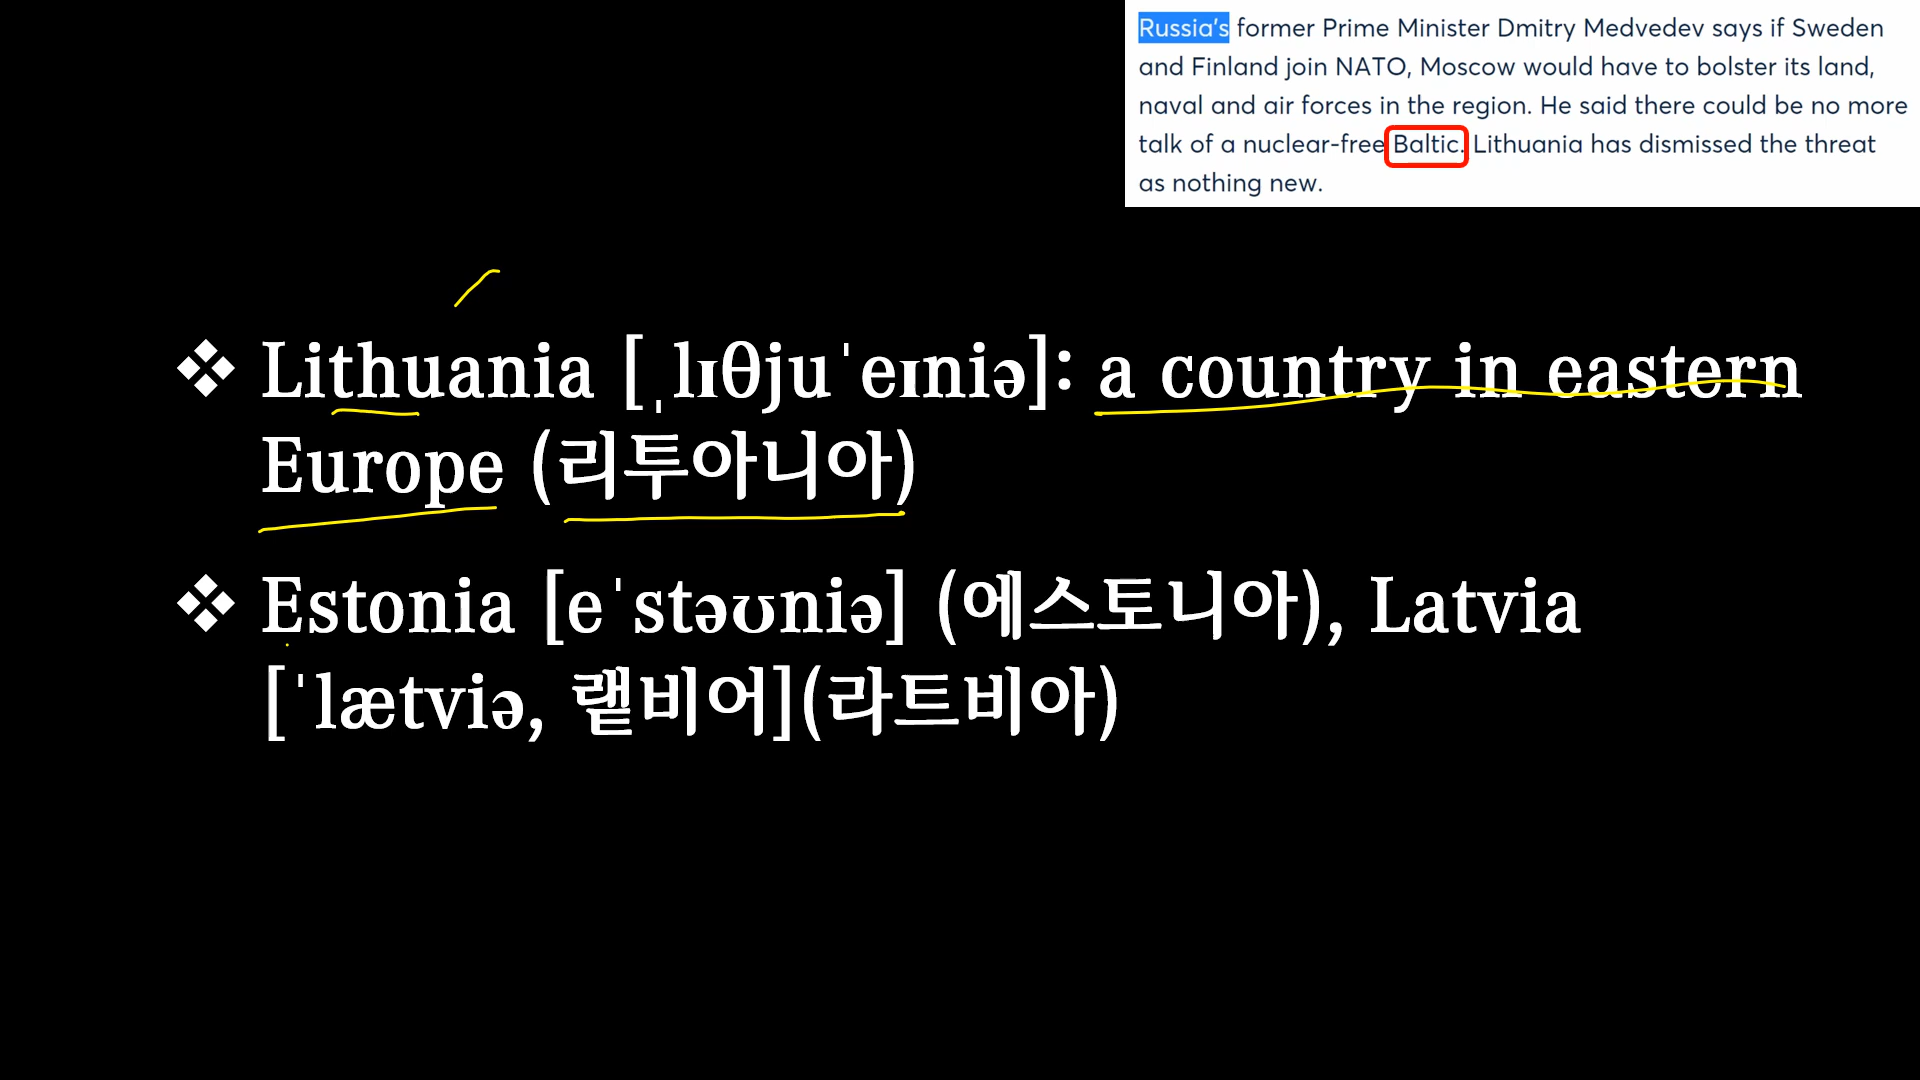 Russia's former Prime Minister Dmitry Medvedev says if Sweden
and Finland join NATO, Moscow would have to bolster its land,
naval and air forces in the region. He said there could be no more
talk of a nuclear-free Baltic. Lithuania has dismissed the threat
as nothing new.
❖ Lithuania [ˌlɪθjuˈeɪniə]: a country in eastern
Europe (리투아니아)
❖ Estonia [eˈstəʊniə] (에스토니아), Latvia
[ˈlætviə, 랱비어](라트비아)